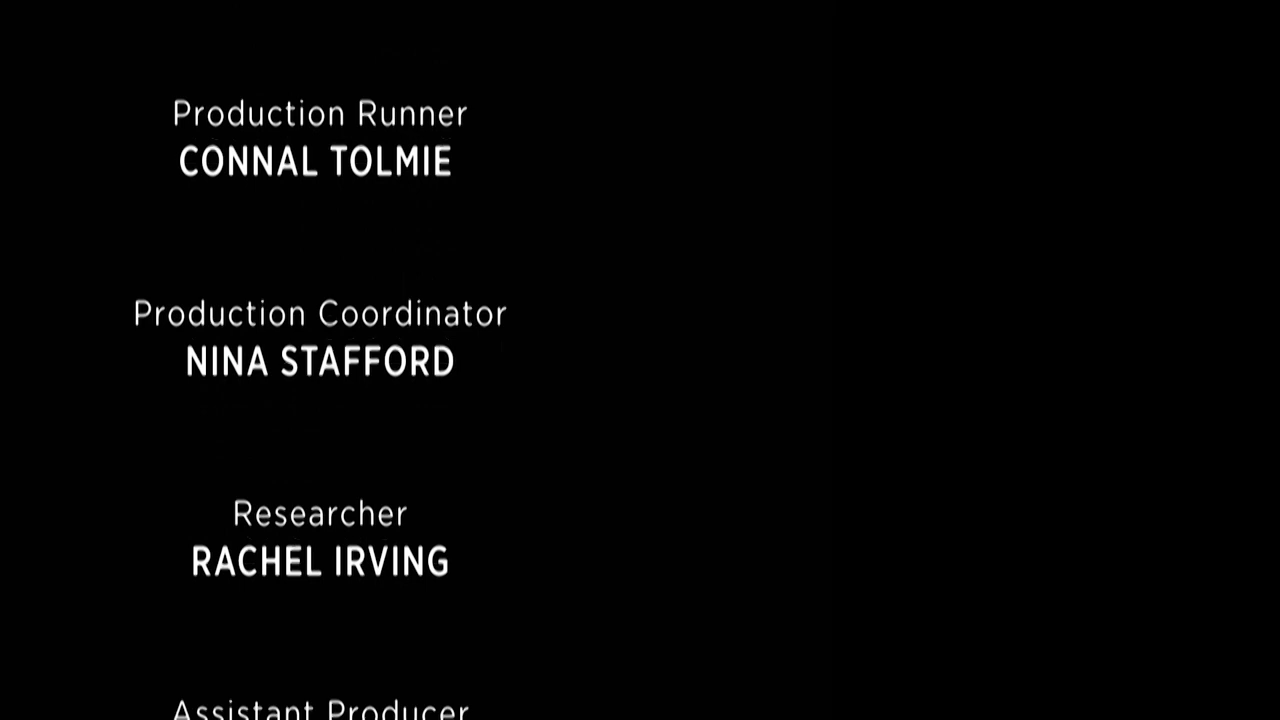 Production Runner
CONNAL TOLMIE
Production Coordinator
NINA STAFFORD
Researcher
RACHEL IRVING
Assistant Producer